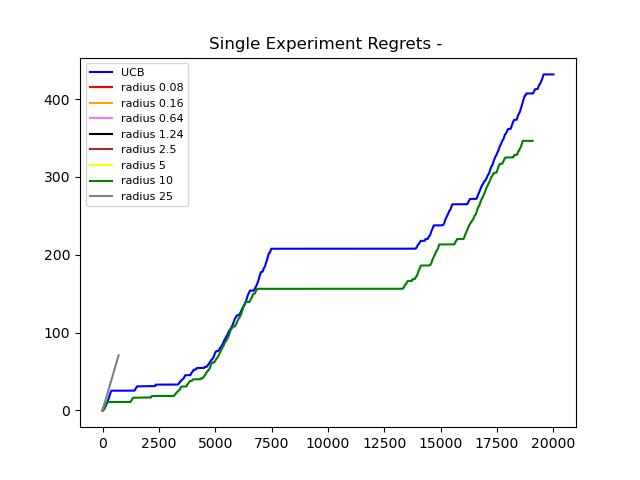 Single Experiment Regrets -
UCB
radius 0.08
radius 0.16
radius 0.64
radius 1.24
radius 2.5
radius 5
radius 10
radius 25
400
300
200
100
0
0 2500 5000 7500 10000 12500 15000 17500 20000